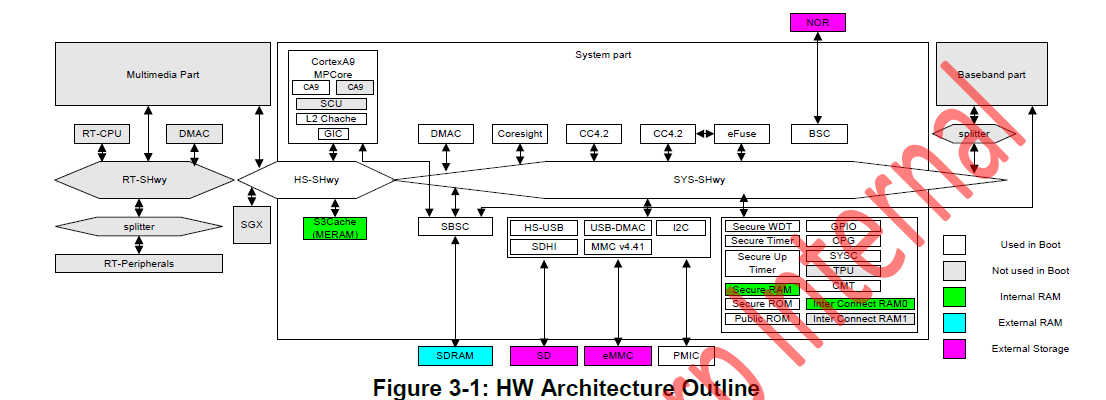 NOR
System part
Multimedia Part
CortexA9
MPCore
CA9
CA9
SCU
L2 Chache
GIC
Baseband part
RT-CPU
DMAC
DMAC
Coresight
CC4.2
CC4.2
eFuse
BSC
splitter
RT-SHwy
HS-SHwy
SYS-SHwy
splitter
SGX
S3Cache
(MERAM)
SBSC
HS-USB
USB-DMAC
I2C
SDHI
MMC v4.41
RT-Peripherals
Secure WDT
GPIO
Secure Timer
CPG
Secure Up
Timer
SYSC
TPU
CMT
Secure RAM
Secure ROM
Inter Connect RAM0
Public ROM
Inter Connect RAM1
Used in Boot
Not used in Boot
Internal RAM
External RAM
External Storage
SDRAM
SD
eMMC
PMIC
Figure 3-1: HW Architecture Outline
Internal